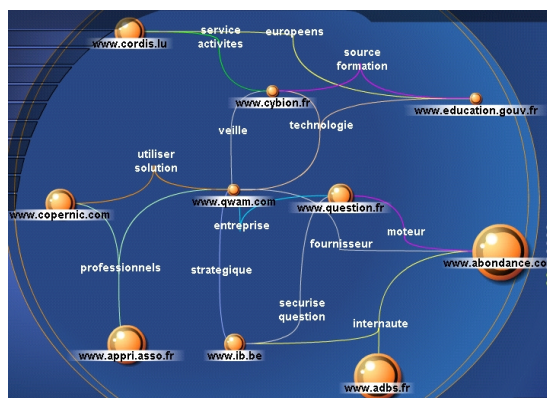 service
activites
europeens
www.cordis.lu
source
formation
www.cybion.fr
www.education.gouv.fr
veille
technologie
utiliser
solution
www.qwam.com
www.question.fr
www.copernic.com
entreprise
moteur
fournisseur
www.abondance.co
professionnels
strategique
securise
question
internaute
www.appri.asso.fr
www.ib.be
www.adbs.fr